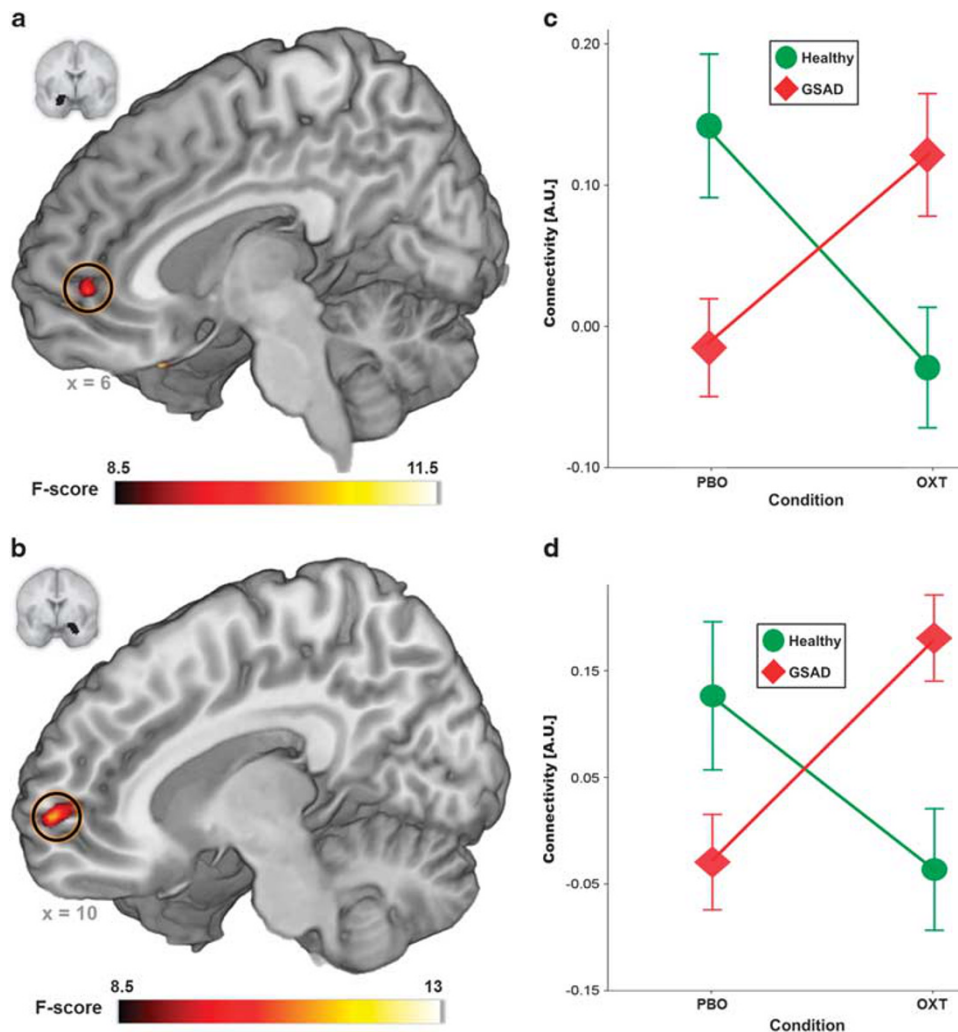 a
x = 6
8.5
11.5
F-score
b
x = 10
8.5
13
F-score
c
0.20
0.10
0.00
-0.10
Connectivity [A.U.]
Healthy
GSAD
PBO
OXT
Condition
d
0.15
0.05
-0.05
-0.15
Connectivity [A.U.]
Healthy
GSAD
PBO
OXT
Condition